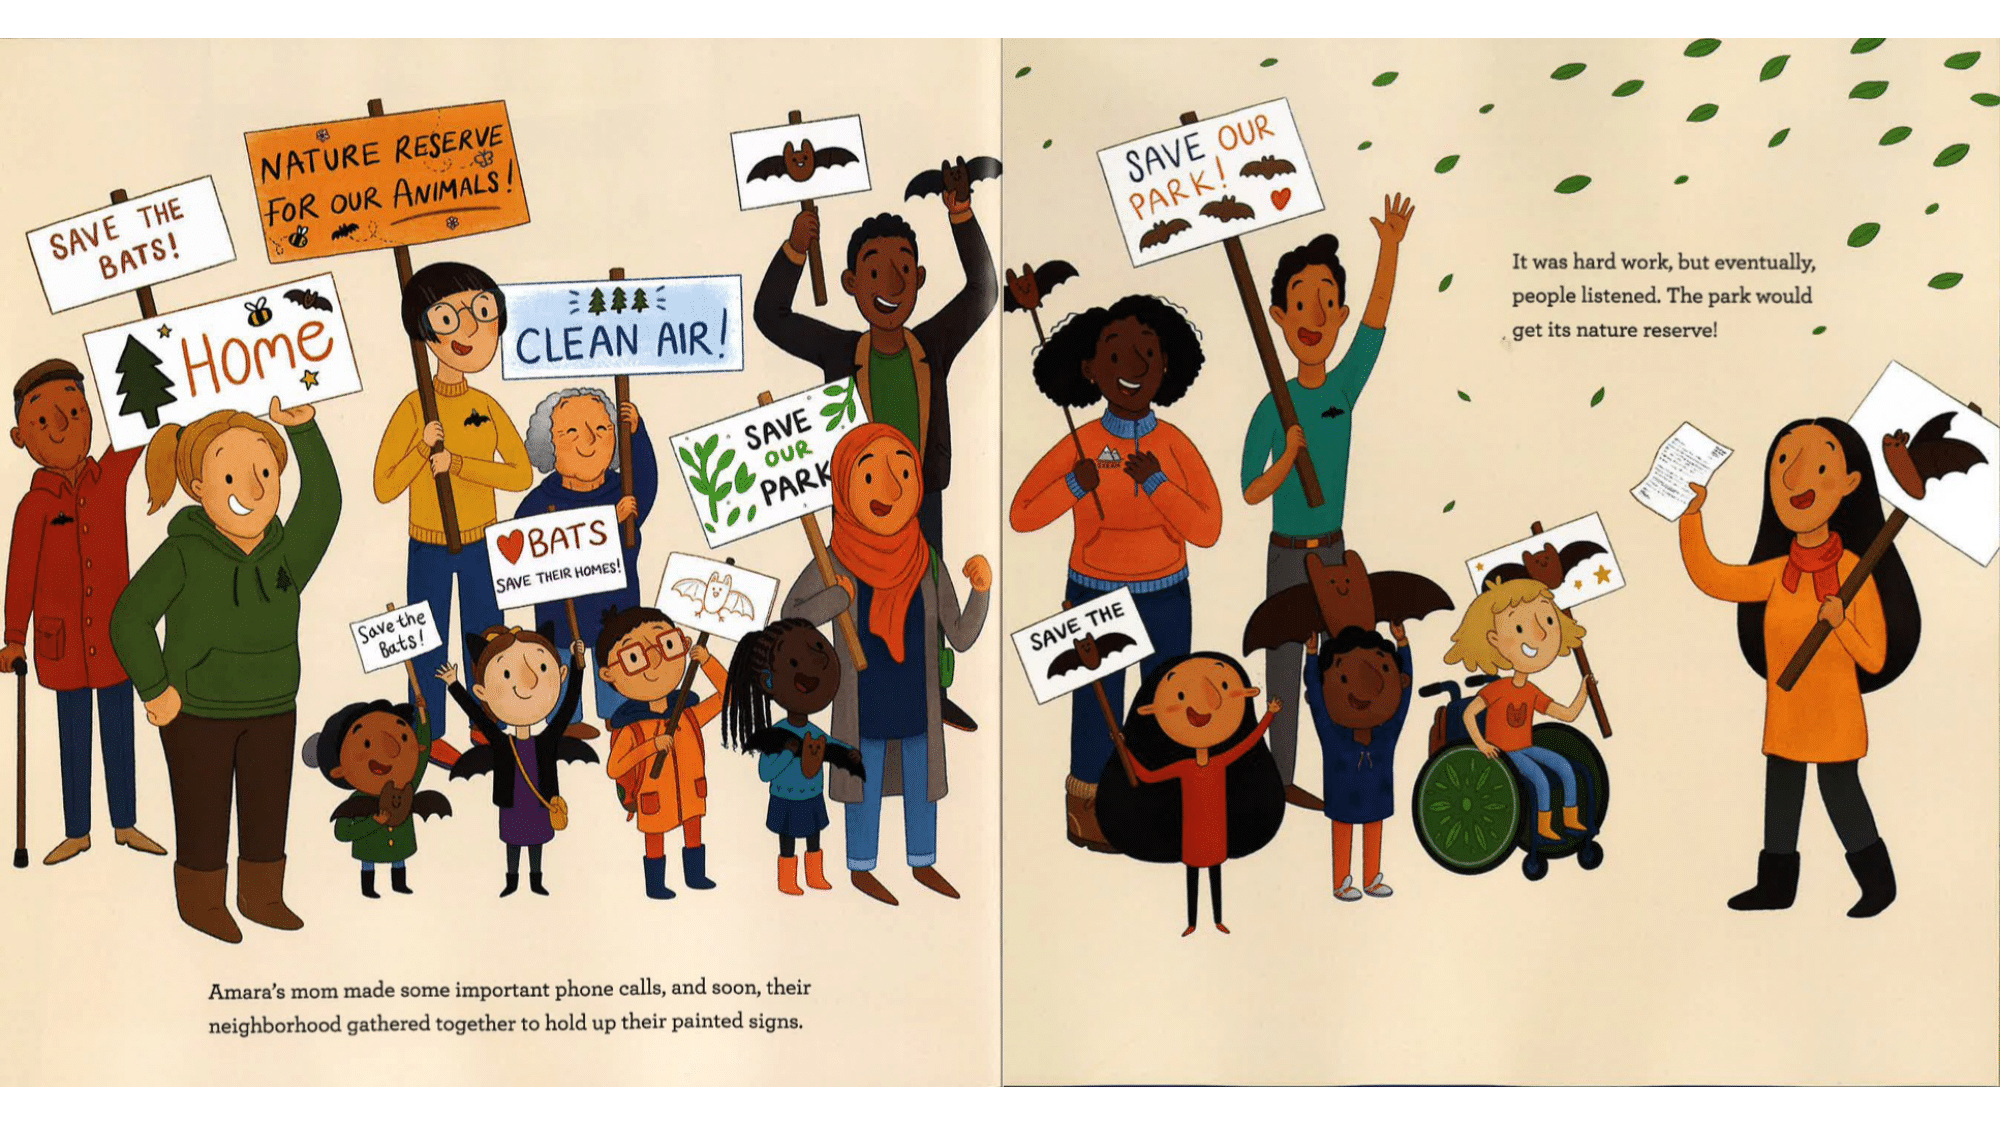 SAVE THE
BATS!
NATURE RESERVE
FOR OUR ANIMALS!
HOME
CLEAN AIR!
SAVE
OUR
PARK
BATS
SAVE THEIR HOMES!
Save the
Bats!
Amara's mom made some important phone calls, and soon, their
neighborhood gathered together to hold up their painted signs.
SAVE OUR
PARK!
SAVE THE
It was hard work, but eventually,
people listened. The park would
get its nature reserve!